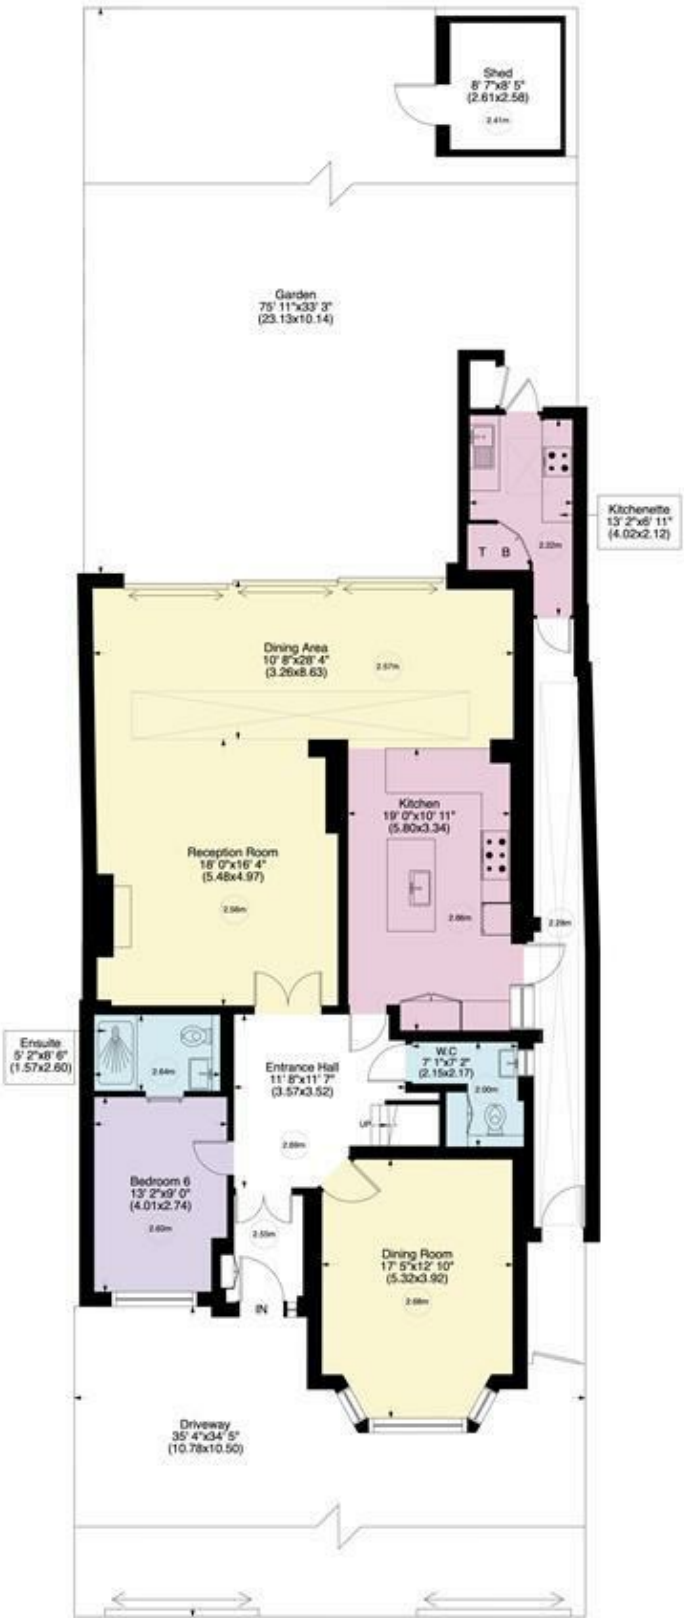 Shed
8' 7"x8' 5"
(2.61x2.58)
2.41m
Garden
75' 11"x33' 3"
(23.13x10.14)
Kitchenette
13' 2"x6' 11"
(4.02x2.12)
2.22m
T B
Dining Area
10' 8"x28' 4"
(3.26x8.63)
2.57m
Kitchen
19' 0"x10' 11"
(5.80x3.34)
2.86m
Reception Room
18' 0"x16' 4"
(5.48x4.97)
2.56m
2.29m
Ensuite
5' 2"x8' 6"
(1.57x2.60)
2.64m
Entrance Hall
11' 8"x11' 7"
(3.57x3.52)
2.89m
W.C
7' 1"x7' 2"
(2.15x2.17)
2.00m
UP
Bedroom 6
13' 2"x9' 0"
(4.01x2.74)
2.60m
2.53m
IN
Dining Room
17' 5"x12' 10"
(5.32x3.92)
2.68m
Driveway
35' 4"x34' 5"
(10.78x10.50)